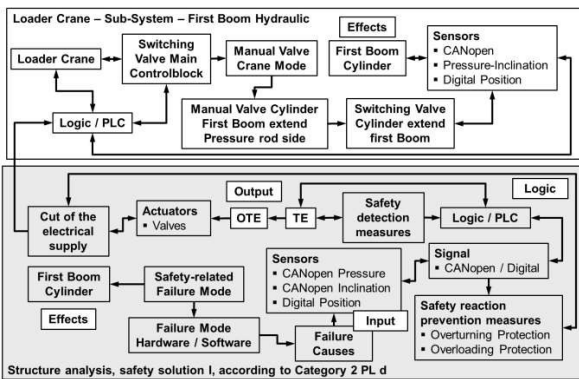 Loader Crane – Sub-System – First Boom Hydraulic
Loader Crane
Switching
Valve Main
Controlblock
Manual Valve
Crane Mode
Effects
First Boom
Cylinder
Sensors
▪ CANopen
▪ Pressure-Inclination
▪ Digital Position
Logic / PLC
Manual Valve Cylinder
First Boom extend
Pressure rod side
Switching Valve
Cylinder extend
first Boom
Output
Logic
Cut of the
electrical
supply
Actuators
▪ Valves
OTE
TE
Safety
detection
measures
Logic / PLC
First Boom
Cylinder
Effects
Safety-related
Failure Mode
Sensors
▪ CANopen Pressure
▪ CANopen Inclination
▪ Digital Position
Input
Signal
▪ CANopen / Digital
Failure Mode
Hardware / Software
Failure
Causes
Safety reaction
prevention measures
▪ Overturning Protection
▪ Overloading Protection
Structure analysis, safety solution I, according to Category 2 PL d